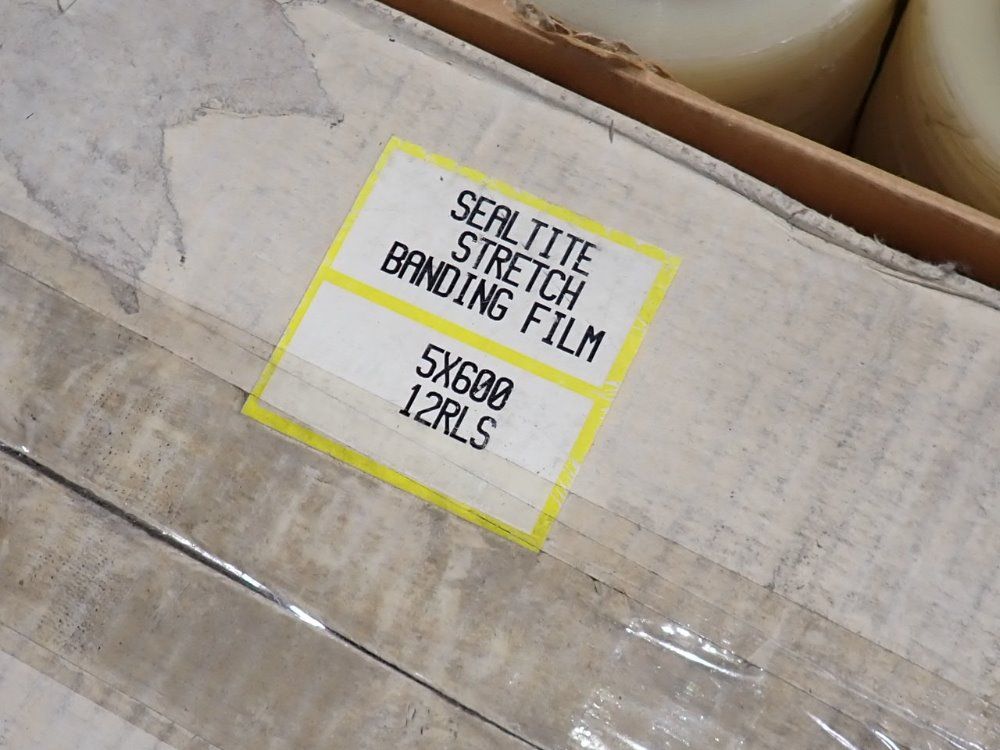 SEALTITE
STRETCH
BANDING FILM
5X600
12RLS